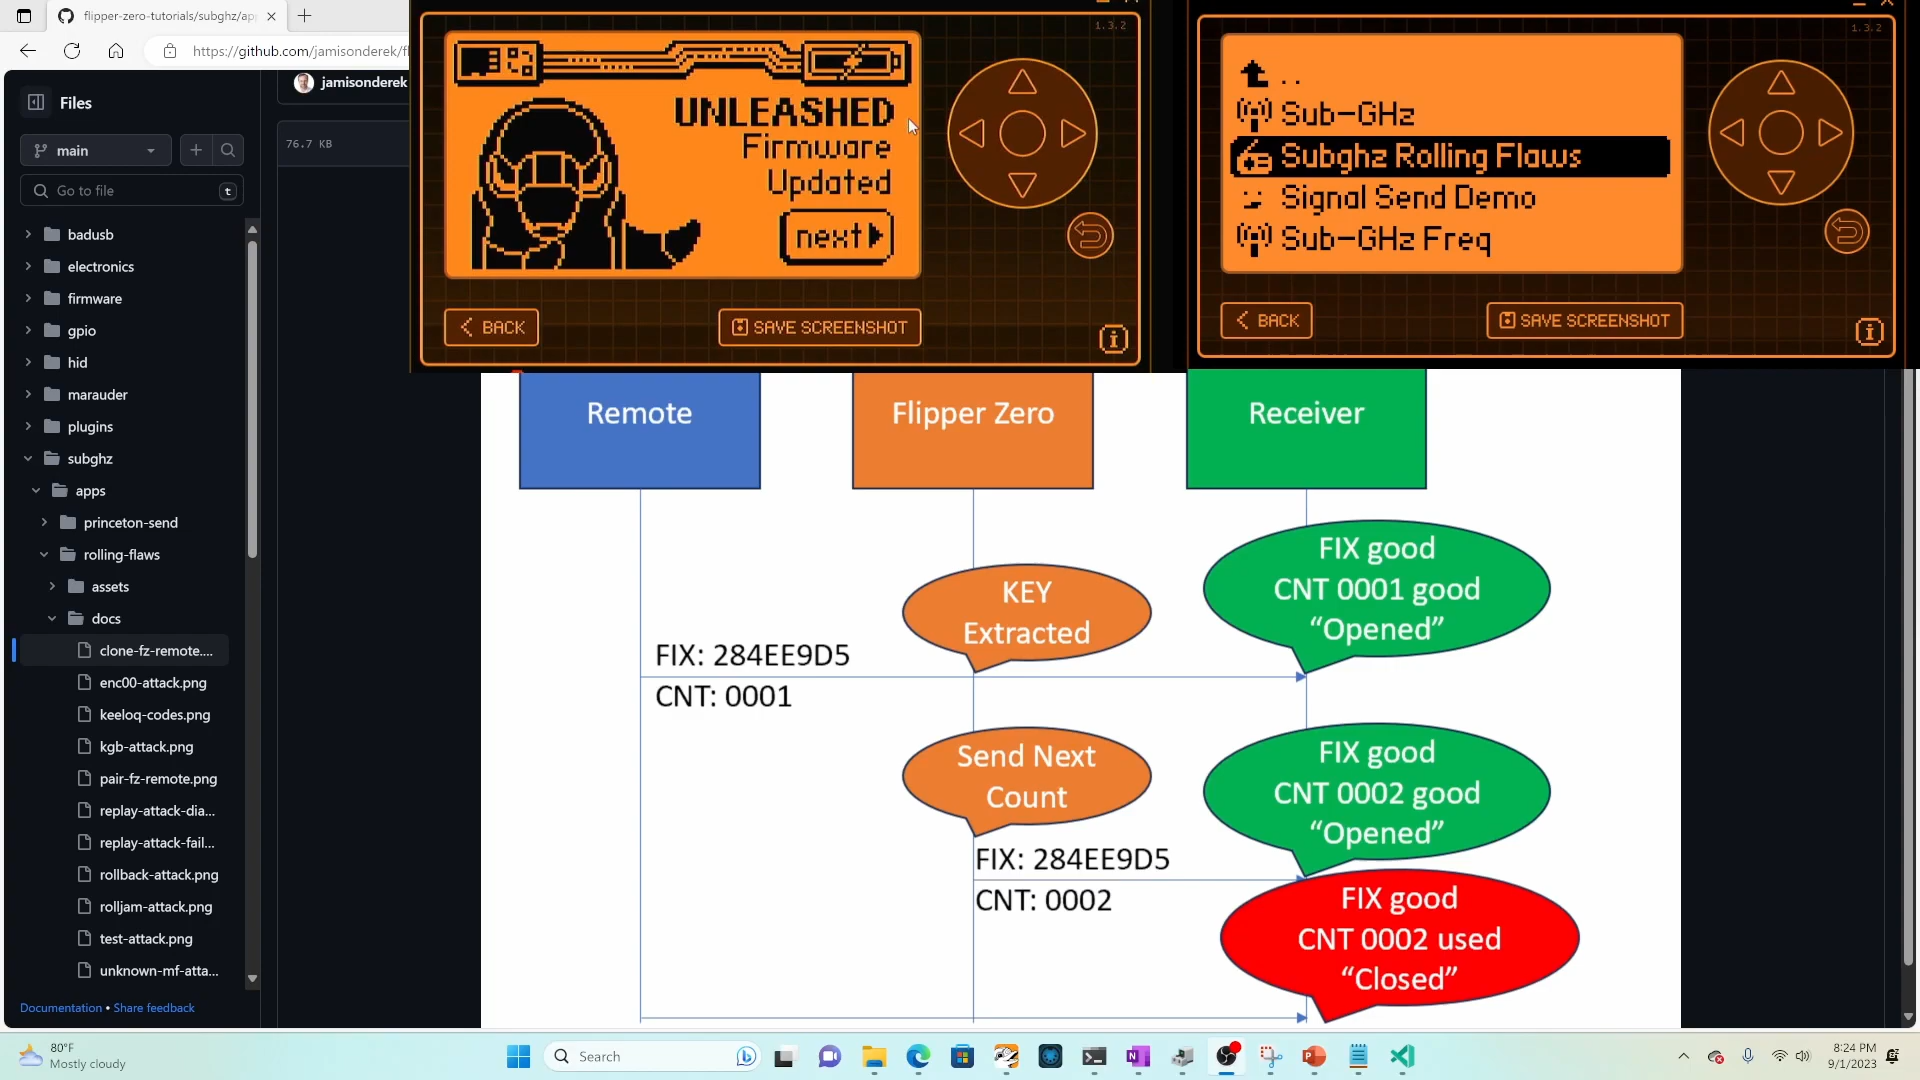 flipper-zero-tutorials/subghz/ap
https://github.com/jamisonderek/fl
Files
main
Go to file
t
badusb
electronics
firmware
gpio
hid
marauder
plugins
subghz
apps
princeton-send
rolling-flaws
assets
docs
clone-fz-remote....
enc00-attack.png
keeloq-codes.png
kgb-attack.png
pair-fz-remote.png
replay-attack-dia...
replay-attack-fail...
rollback-attack.png
rolljam-attack.png
test-attack.png
unknown-mf-atta...
Documentation • Share feedback
jamisonderek
76.7 KB
1.3.2
UNLEASHED
Firmware
Updated
next
BACK
SAVE SCREENSHOT
1.3.2
..
Sub-GHz
Subghz Rolling Flaws
Signal Send Demo
Sub-GHz Freq
BACK
SAVE SCREENSHOT
Remote
Flipper Zero
Receiver
KEY
Extracted
FIX good
CNT 0001 good
“Opened”
FIX: 284EE9D5
CNT: 0001
Send Next
Count
FIX good
CNT 0002 good
“Opened”
FIX: 284EE9D5
CNT: 0002
FIX good
CNT 0002 used
“Closed”
80°F
Mostly cloudy
Search
8:24 PM
9/1/2023